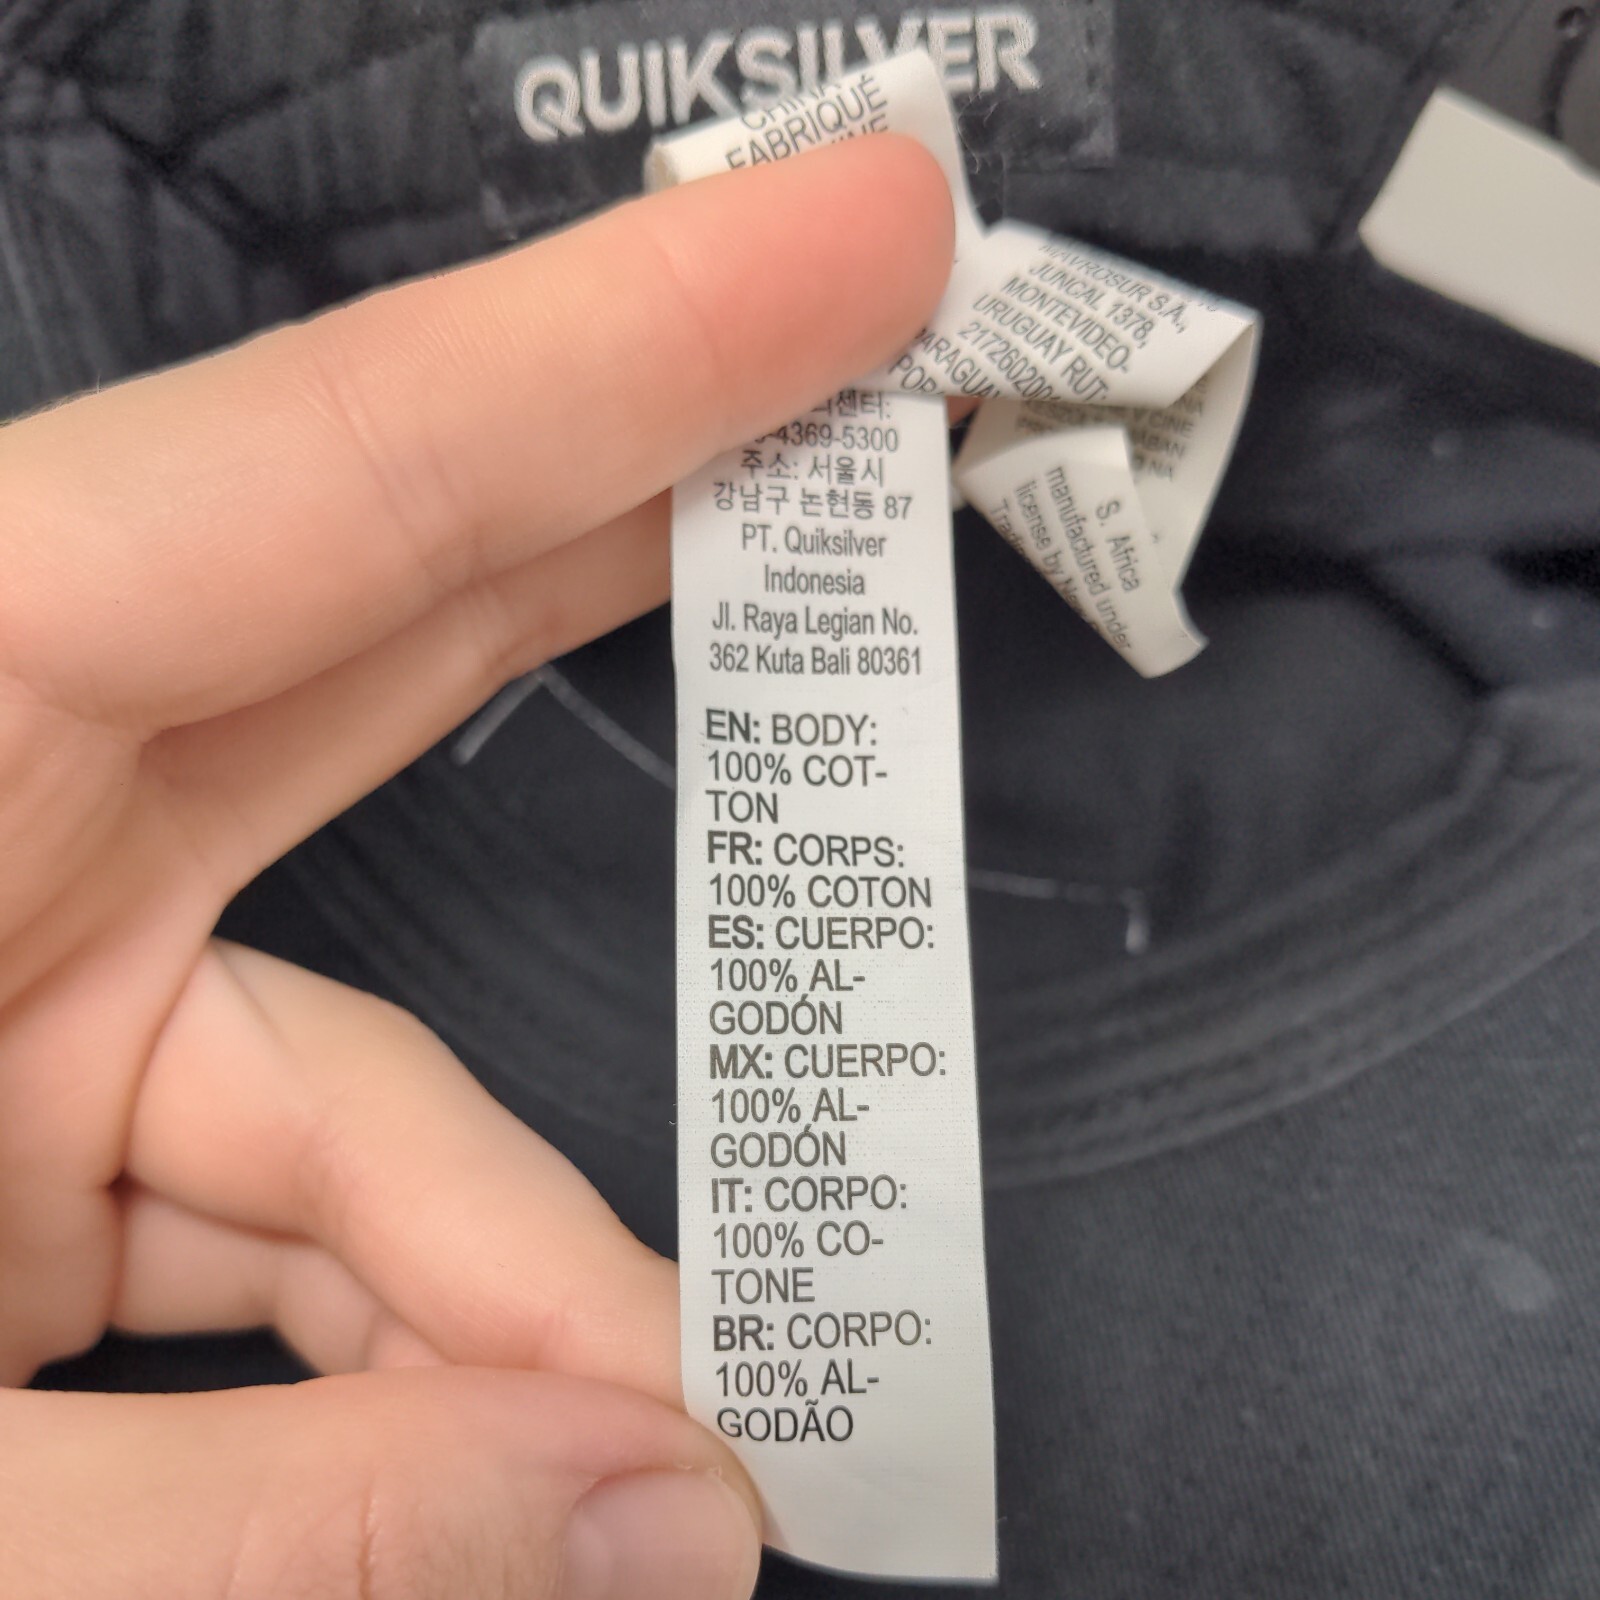 QUIKSILVER
CHINA
FABRIQUÉ
MAVROSUR S.A.,
JUNCAL 1378,
MONTEVIDEO-
URUGUAY RUT:
S. Africa
manufactured under
license by
4369-5300
주소: 서울시
강남구 논현동 87
PT. Quiksilver
Indonesia
Jl. Raya Legian No.
362 Kuta Bali 80361
EN: BODY:
100% COT-
TON
FR: CORPS:
100% COTON
ES: CUERPO:
100% AL-
GODÓN
MX: CUERPO:
100% AL-
GODÓN
IT: CORPO:
100% CO-
TONE
BR: CORPO:
100% AL-
GODÃO